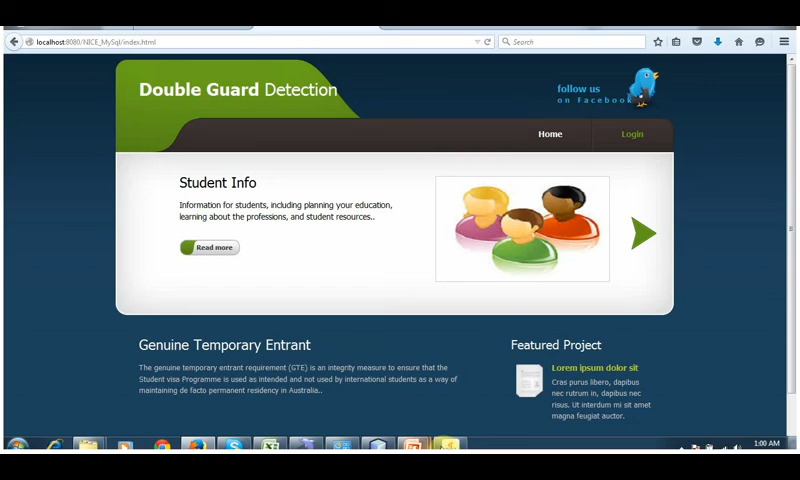 localhost:8080/NICE_MySql/index.html
Search
Double Guard Detection
follow us
on Facebook
Home
Login
Student Info
Information for students, including planning your education,
learning about the professions, and student resources..
Read more
Genuine Temporary Entrant
The genuine temporary entrant requirement (GTE) is an integrity measure to ensure that the
Student visa Programme is used as intended and not used by international students as a way of
maintaining de facto permanent residency in Australia..
Featured Project
Lorem ipsum dolor sit
Cras purus libero, dapibus
nec rutrum in, dapibus nec
risus. Ut interdum mi sit amet
magna feugiat auctor.
1:00 AM